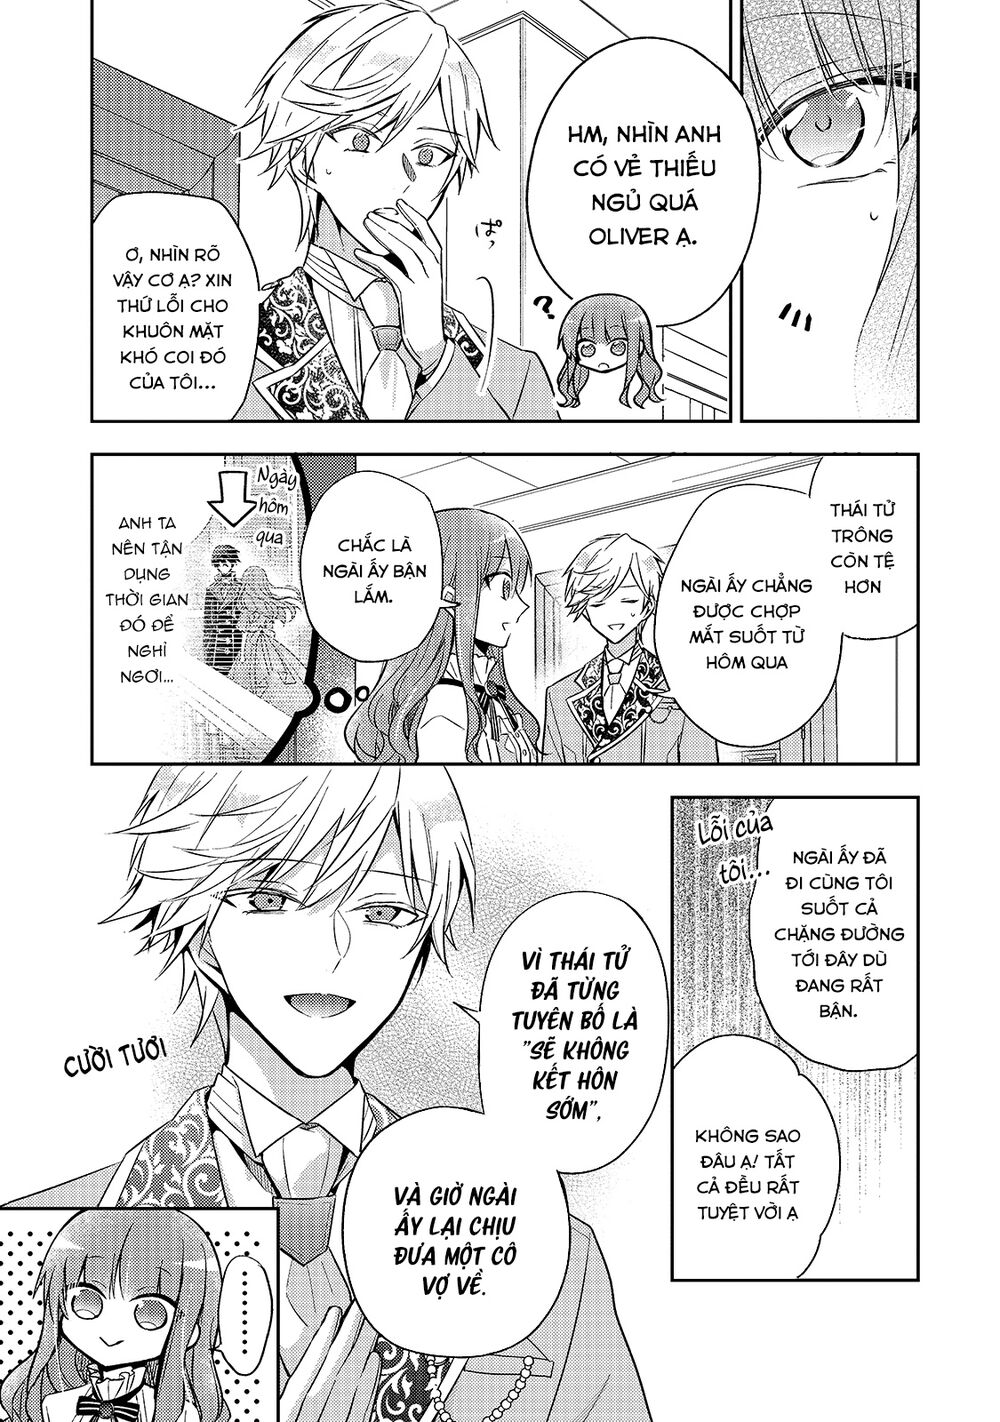 HM, NHÌN ANH
CÓ VẺ THIẾU
NGỦ QUÁ
OLIVER Ạ.
?
ぱっ
Ơ, NHÌN RÕ
VẬY CƠ Ạ? XIN
THỨ LỖI CHO
KHUÔN MẶT
KHÓ COI ĐÓ
CỦA TÔI...
THÁI TỬ
TRÔNG
CÒN TỆ
HƠN
NGÀI ẤY CHẲNG
ĐƯỢC CHỢP
MẮT SUỐT TỪ
HÔM QUA
CHẮC LÀ
NGÀI ẤY BẬN
LẮM.
Ngày
hôm
qua
ANH TA
NÊN TẬN
DỤNG
THỜI GIAN
ĐÓ ĐỂ
NGHỈ
NGƠI...
Lỗi của
tôi...
NGÀI ẤY ĐÃ
ĐI CÙNG TÔI
SUỐT CẢ
CHẶNG ĐƯỜNG
TỚI ĐÂY DÙ
ĐANG RẤT
BẬN.
KHÔNG SAO
ĐÂU Ạ! TẤT
CẢ ĐỀU RẤT
TUYỆT VỜI Ạ
VÌ THÁI TỬ
ĐÃ TỪNG
TUYÊN BỐ LÀ
"SẼ KHÔNG
KẾT HÔN
SỚM",
CƯỜI TƯƠI
VÀ GIỜ NGÀI
ẤY LẠI CHỊU
ĐƯA MỘT CÔ
VỢ VỀ.
........